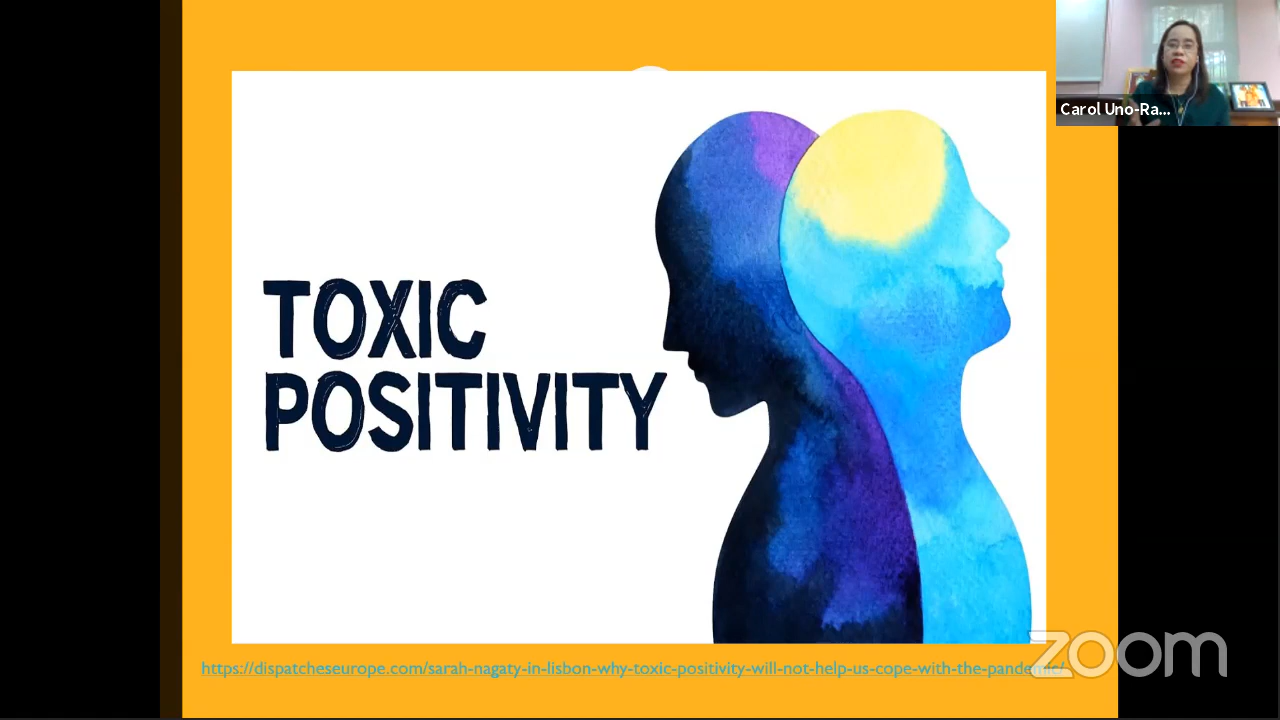 Carol Uno-Ra...
TOXIC
POSITIVITY
https://dispatcheseurope.com/sarah-nagaty-in-lisbon-why-toxic-positivity-will-not-help-us-cope-with-the-pandemic/
zoom